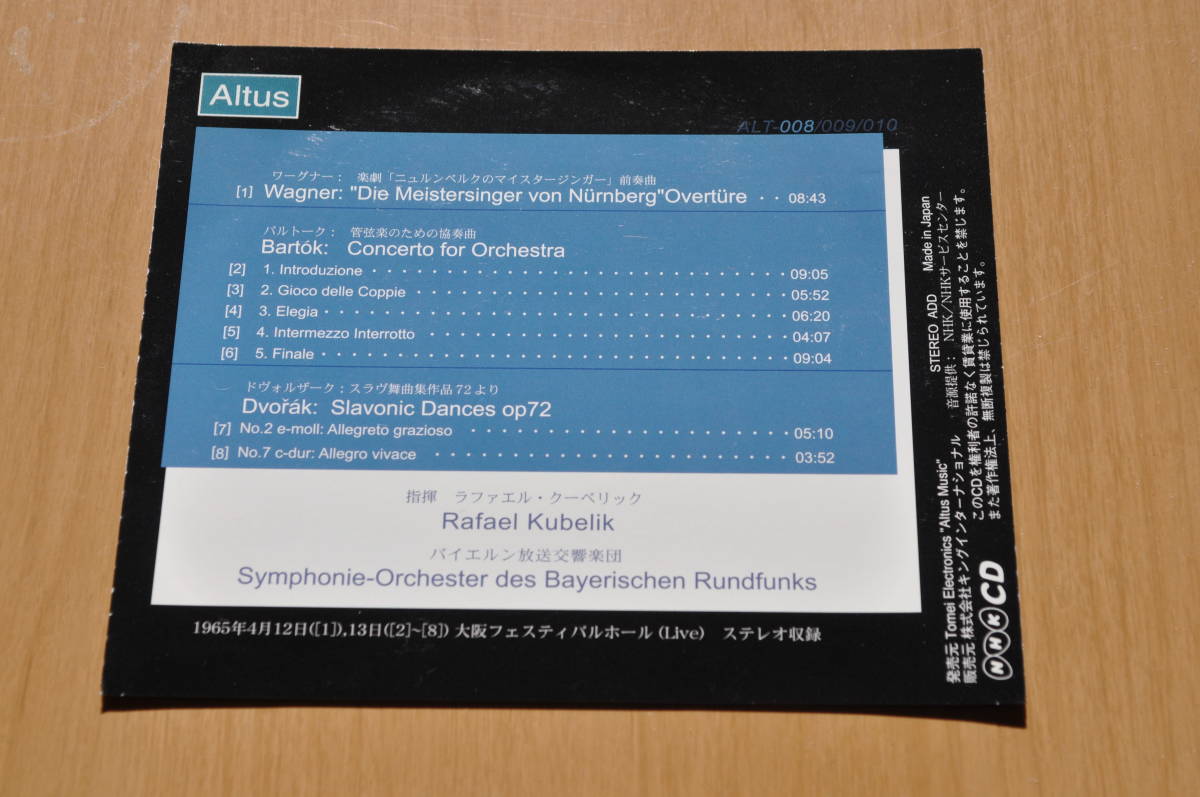 Altus
ALT-008/009/010
ワーグナー： 楽劇「ニュルンベルクのマイスタージンガー」前奏曲
[1] Wagner: "Die Meistersinger von Nürnberg"Overtüre ‥ 08:43
バルトーク： 管弦楽のための協奏曲
Bartók: Concerto for Orchestra
[2] 1. Introduzione 09:05
[3] 2. Gioco delle Coppie 05:52
[4] 3. Elegia 06:20
[5] 4. Intermezzo Interrotto 04:07
[6] 5. Finale 09:04
ドヴォルザーク：スラヴ舞曲集作品72より
Dvořák: Slavonic Dances op72
[7] No.2 e-moll: Allegreto grazioso 05:10
[8] No.7 c-dur: Allegro vivace 03:52
指揮 ラファエル・クーベリック
Rafael Kubelik
バイエルン放送交響楽団
Symphonie-Orchester des Bayerischen Rundfunks
1965年4月12日([1]),13日([2]~[8]) 大阪フェスティバルホール (Live) ステレオ収録
STEREO ADD Made in Japan
発売元 Tomei Electronics "Altus Music" 音源提供： NHK／NHKサービスセンター
販売元 株式会社キングインターナショナル
このCDを権利者の許諾なく賃貸業に使用することを禁じます。
また著作権法上、無断複製は禁じられています。
NHK CD